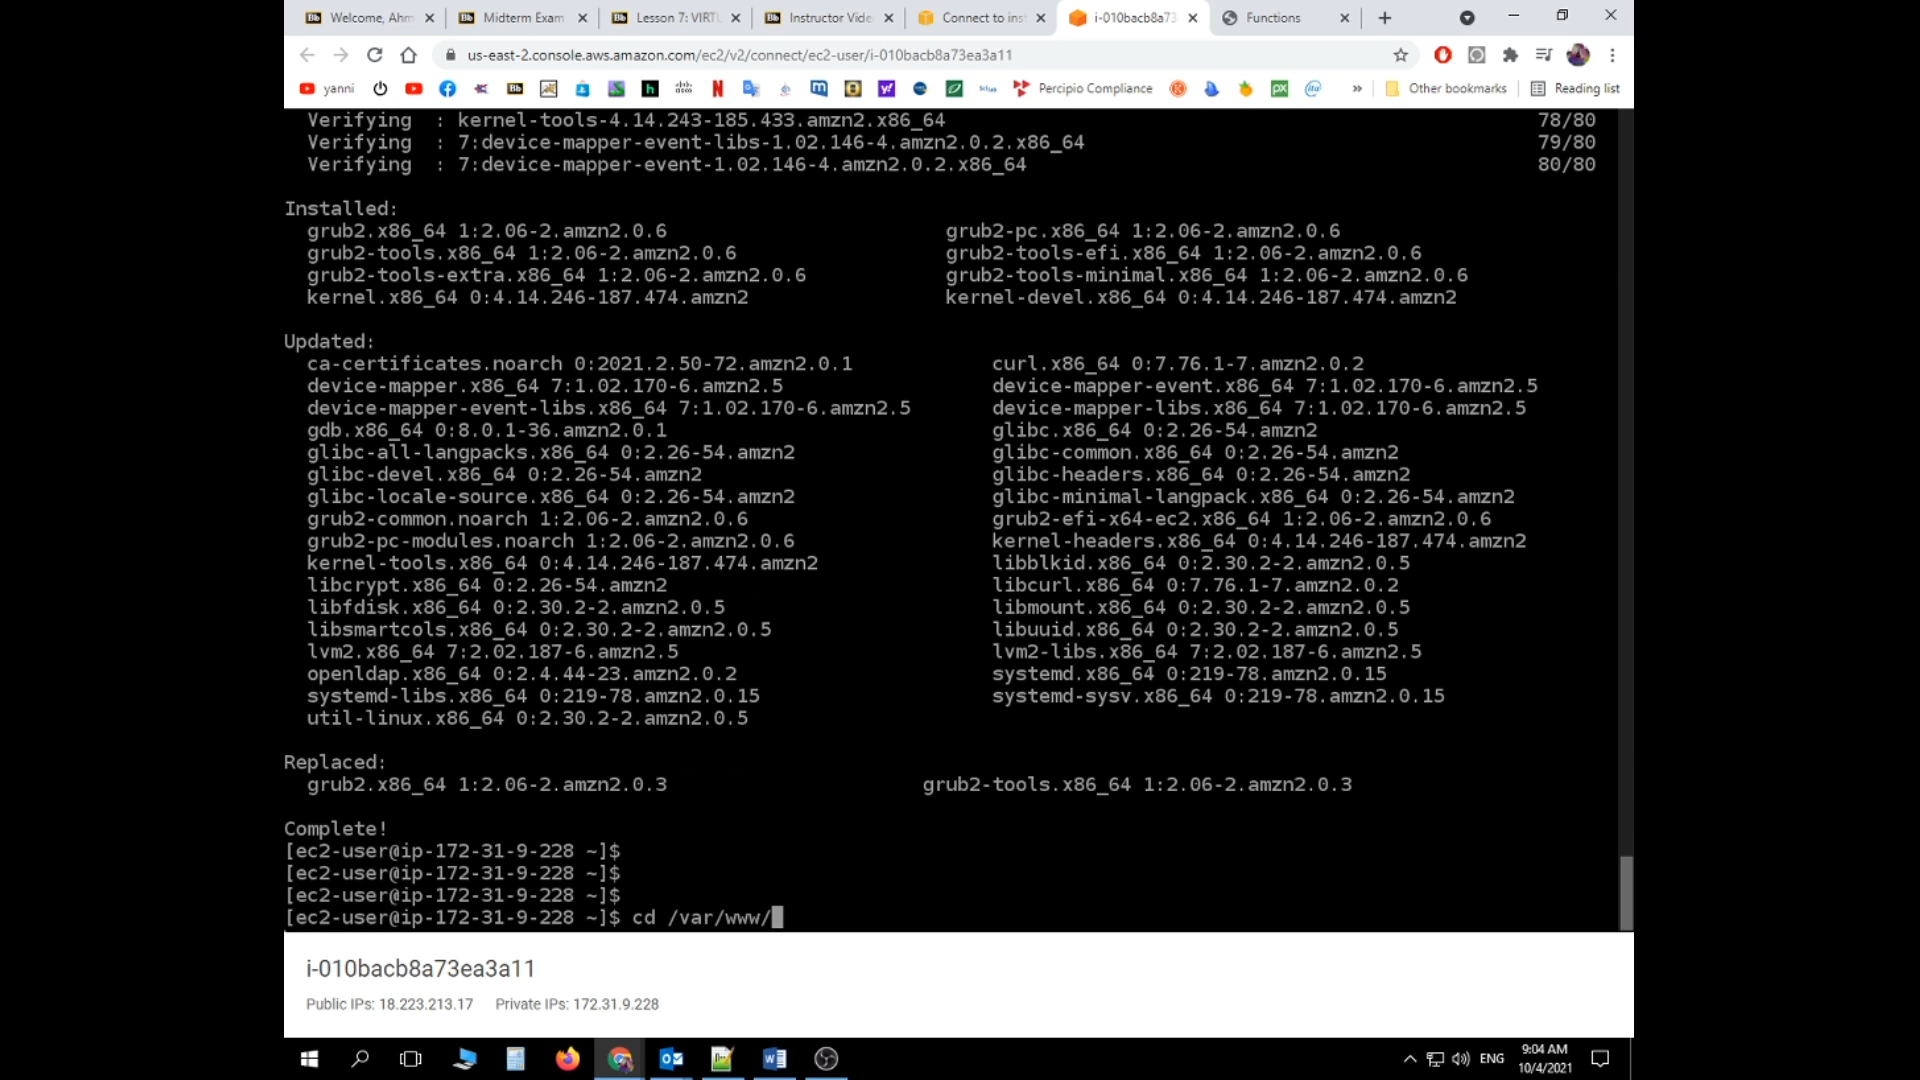 Welcome, Ahm
Midterm Exam
Lesson 7: VIRTU
Instructor Vide
Connect to inst
i-010bacb8a73
Functions
us-east-2.console.aws.amazon.com/ec2/v2/connect/ec2-user/i-010bacb8a73ea3a11
yanni
Percipio Compliance
Other bookmarks
Reading list
Verifying : kernel-tools-4.14.243-185.433.amzn2.x86_64 78/80
Verifying : 7:device-mapper-event-libs-1.02.146-4.amzn2.0.2.x86_64 79/80
Verifying : 7:device-mapper-event-1.02.146-4.amzn2.0.2.x86_64 80/80
Installed:
grub2.x86_64 1:2.06-2.amzn2.0.6 grub2-pc.x86_64 1:2.06-2.amzn2.0.6
grub2-tools.x86_64 1:2.06-2.amzn2.0.6 grub2-tools-efi.x86_64 1:2.06-2.amzn2.0.6
grub2-tools-extra.x86_64 1:2.06-2.amzn2.0.6 grub2-tools-minimal.x86_64 1:2.06-2.amzn2.0.6
kernel.x86_64 0:4.14.246-187.474.amzn2 kernel-devel.x86_64 0:4.14.246-187.474.amzn2
Updated:
ca-certificates.noarch 0:2021.2.50-72.amzn2.0.1 curl.x86_64 0:7.76.1-7.amzn2.0.2
device-mapper.x86_64 7:1.02.170-6.amzn2.5 device-mapper-event.x86_64 7:1.02.170-6.amzn2.5
device-mapper-event-libs.x86_64 7:1.02.170-6.amzn2.5 device-mapper-libs.x86_64 7:1.02.170-6.amzn2.5
gdb.x86_64 0:8.0.1-36.amzn2.0.1 glibc.x86_64 0:2.26-54.amzn2
glibc-all-langpacks.x86_64 0:2.26-54.amzn2 glibc-common.x86_64 0:2.26-54.amzn2
glibc-devel.x86_64 0:2.26-54.amzn2 glibc-headers.x86_64 0:2.26-54.amzn2
glibc-locale-source.x86_64 0:2.26-54.amzn2 glibc-minimal-langpack.x86_64 0:2.26-54.amzn2
grub2-common.noarch 1:2.06-2.amzn2.0.6 grub2-efi-x64-ec2.x86_64 1:2.06-2.amzn2.0.6
grub2-pc-modules.noarch 1:2.06-2.amzn2.0.6 kernel-headers.x86_64 0:4.14.246-187.474.amzn2
kernel-tools.x86_64 0:4.14.246-187.474.amzn2 libblkid.x86_64 0:2.30.2-2.amzn2.0.5
libcrypt.x86_64 0:2.26-54.amzn2 libcurl.x86_64 0:7.76.1-7.amzn2.0.2
libfdisk.x86_64 0:2.30.2-2.amzn2.0.5 libmount.x86_64 0:2.30.2-2.amzn2.0.5
libsmartcols.x86_64 0:2.30.2-2.amzn2.0.5 libuuid.x86_64 0:2.30.2-2.amzn2.0.5
lvm2.x86_64 7:2.02.187-6.amzn2.5 lvm2-libs.x86_64 7:2.02.187-6.amzn2.5
openldap.x86_64 0:2.4.44-23.amzn2.0.2 systemd.x86_64 0:219-78.amzn2.0.15
systemd-libs.x86_64 0:219-78.amzn2.0.15 systemd-sysv.x86_64 0:219-78.amzn2.0.15
util-linux.x86_64 0:2.30.2-2.amzn2.0.5
Replaced:
grub2.x86_64 1:2.06-2.amzn2.0.3 grub2-tools.x86_64 1:2.06-2.amzn2.0.3
Complete!
[ec2-user@ip-172-31-9-228 ~]$
[ec2-user@ip-172-31-9-228 ~]$
[ec2-user@ip-172-31-9-228 ~]$
[ec2-user@ip-172-31-9-228 ~]$ cd /var/www/
i-010bacb8a73ea3a11
Public IPs: 18.223.213.17 Private IPs: 172.31.9.228
ENG
9:04 AM
10/4/2021